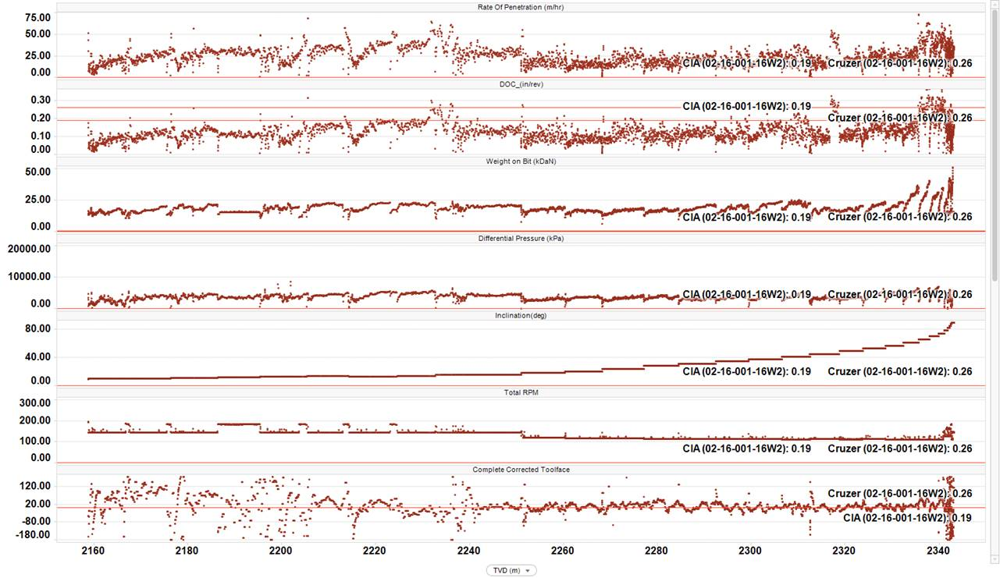 Rate Of Penetration (m/hr)
75.00
50.00
25.00
0.00
CIA (02-16-001-16W2): 0.19 Cruzer (02-16-001-16W2): 0.26
DOC_(in/rev)
0.30
0.20
0.10
0.00
CIA (02-16-001-16W2): 0.19
Cruzer (02-16-001-16W2): 0.26
Weight on Bit (kDaN)
50.00
25.00
0.00
CIA (02-16-001-16W2): 0.19 Cruzer (02-16-001-16W2): 0.26
Differential Pressure (kPa)
20000.00
10000.00
0.00
CIA (02-16-001-16W2): 0.19 Cruzer (02-16-001-16W2): 0.26
Inclination(deg)
80.00
40.00
0.00
CIA (02-16-001-16W2): 0.19 Cruzer (02-16-001-16W2): 0.26
Total RPM
300.00
200.00
100.00
0.00
CIA (02-16-001-16W2): 0.19 Cruzer (02-16-001-16W2): 0.26
Complete Corrected Toolface
120.00
20.00
-80.00
-180.00
Cruzer (02-16-001-16W2): 0.26
CIA (02-16-001-16W2): 0.19
2160 2180 2200 2220 2240 2260 2280 2300 2320 2340
TVD (m)